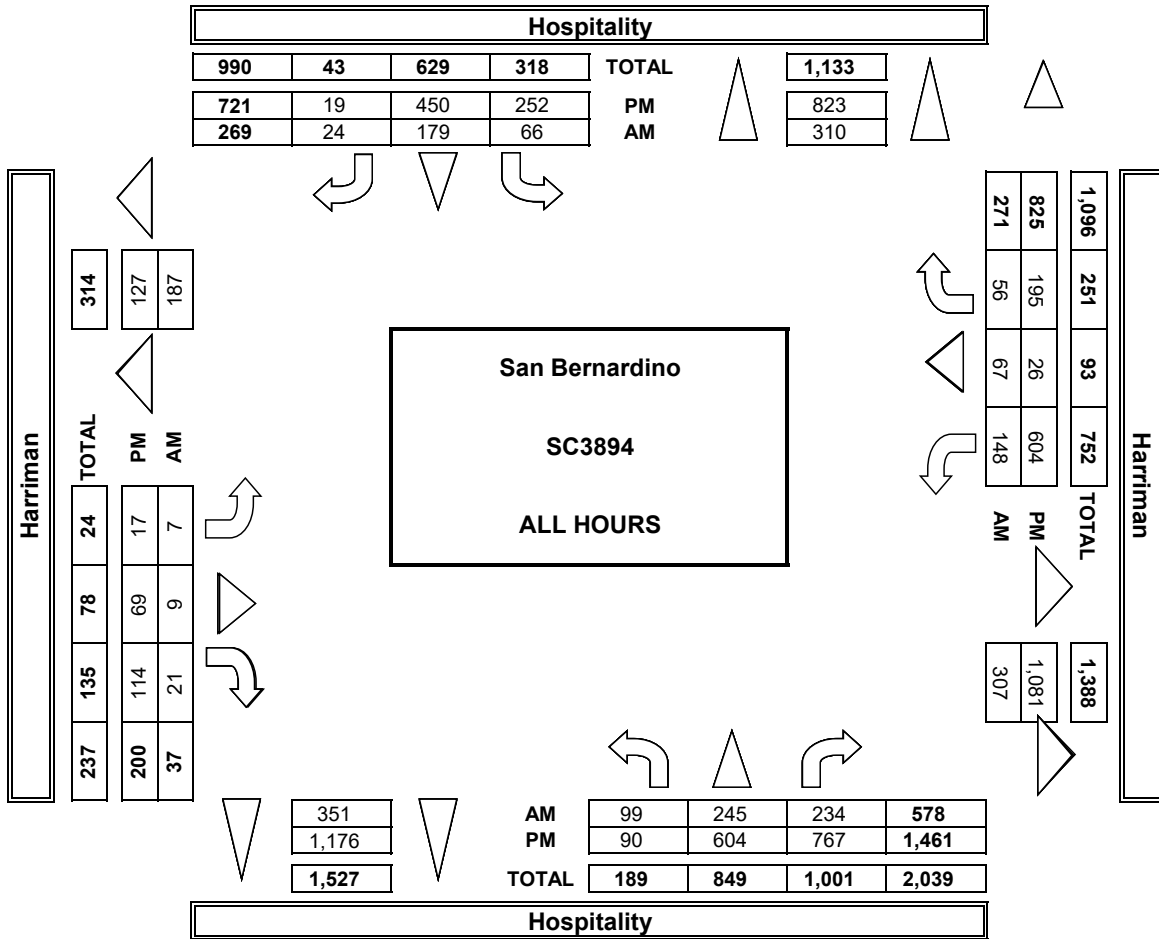 Hospitality
990 43 629 318 TOTAL 1,133
721 19 450 252 PM 823
269 24 179 66 AM 310
Harriman
314 127 187
TOTAL PM AM
24 17 7
78 69 9
135 114 21
237 200 37
San Bernardino
SC3894
ALL HOURS
271 825 1,096
56 195 251
67 26 93
148 604 752
AM PM TOTAL
307 1,081 1,388
Harriman
351 AM 99 245 234 578
1,176 PM 90 604 767 1,461
1,527 TOTAL 189 849 1,001 2,039
Hospitality